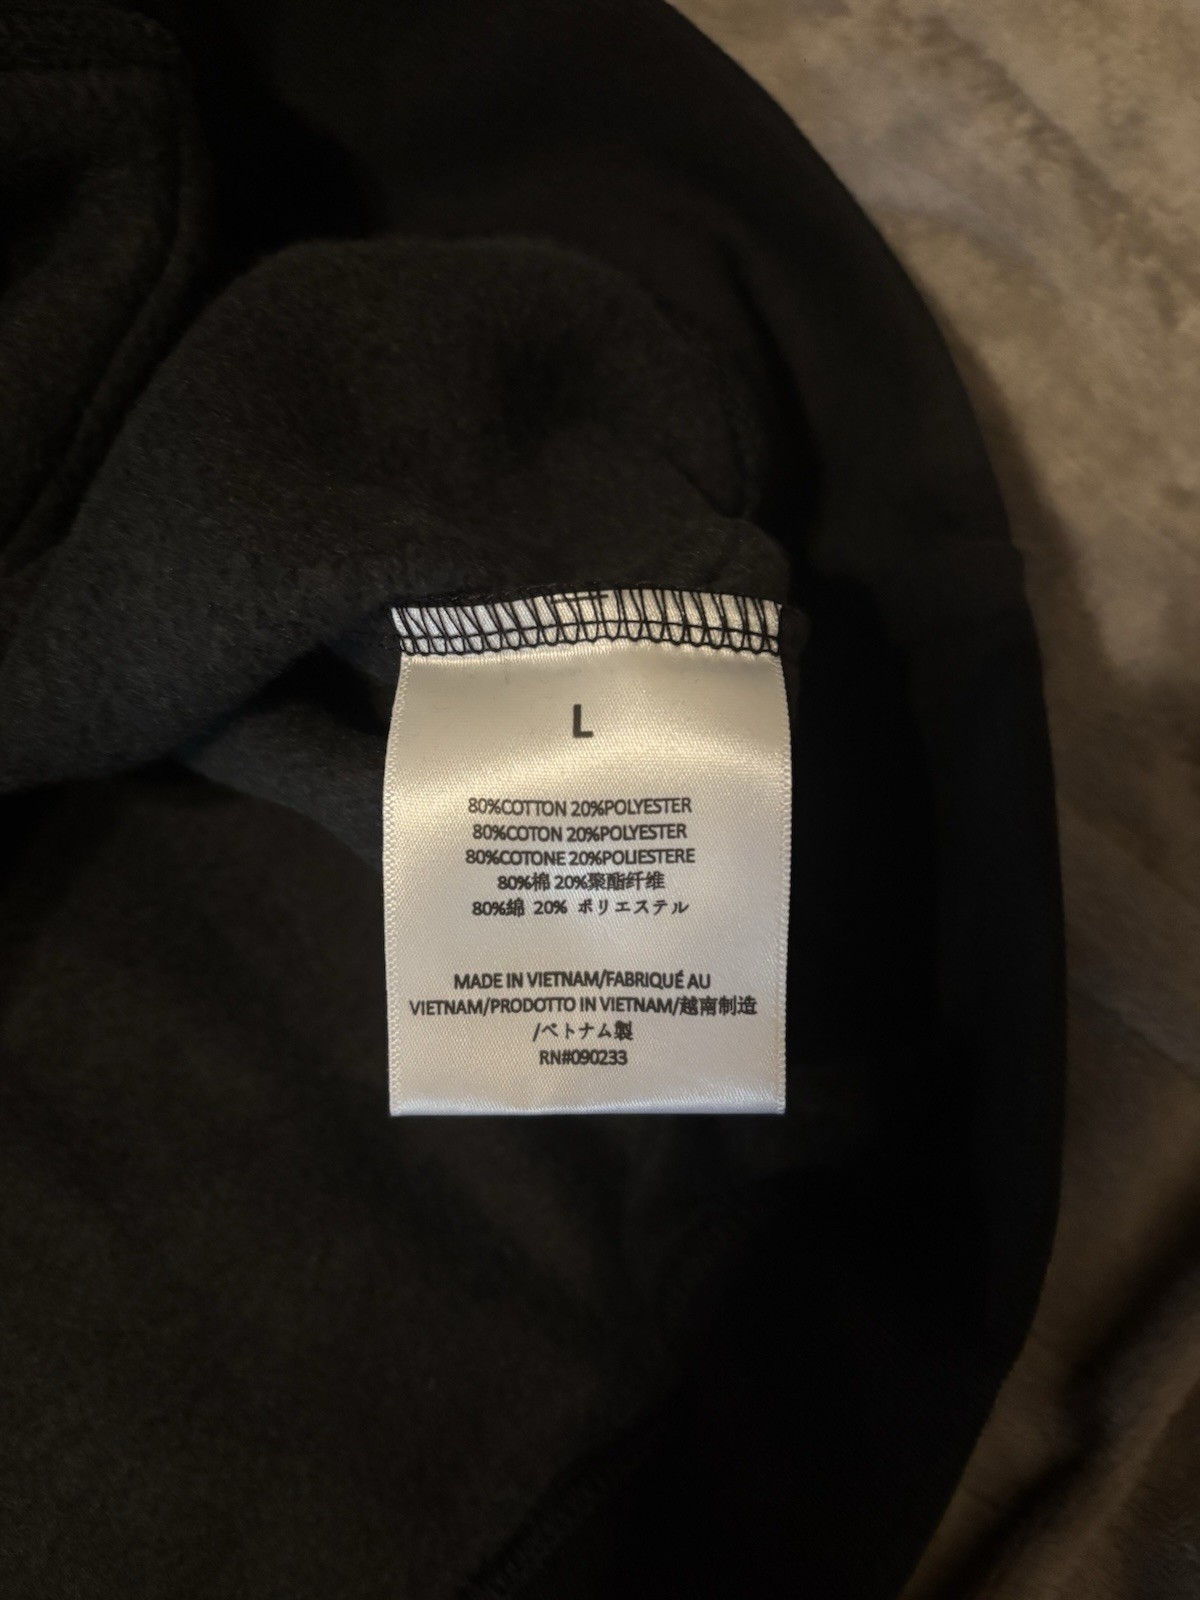 L
80%COTTON 20%POLYESTER
80%COTON 20%POLYESTER
80%COTONE 20%POLIESTERE
80%棉 20%聚酯纤维
80%綿 20% ポリエステル
MADE IN VIETNAM/FABRIQUÉ AU
VIETNAM/PRODOTTO IN VIETNAM/越南制造
/ベトナム製
RN#090233